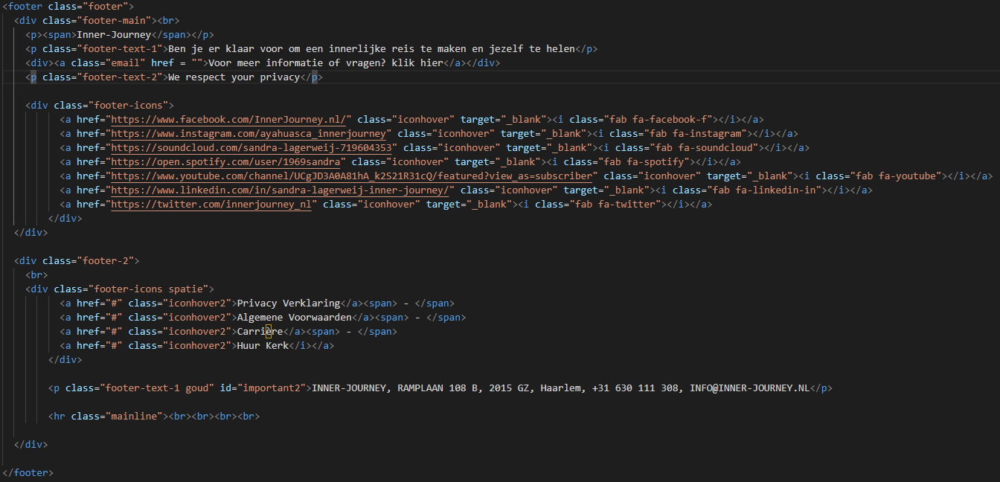 <footer class="footer">
<div class="footer-main"><br>
<p><span>Inner-Journey</span></p>
<p class="footer-text-1">Ben je er klaar voor om een innerlijke reis te maken en jezelf te helen</p>
<div><a class="email" href = "">Voor meer informatie of vragen? klik hier</a></div>
<p class="footer-text-2">We respect your privacy</p>
<div class="footer-icons">
<a href="https://www.facebook.com/InnerJourney.nl/" class="iconhover" target="_blank"><i class="fab fa-facebook-f"></i></a>
<a href="https://www.instagram.com/ayahuasca_innerjourney" class="iconhover" target="_blank"><i class="fab fa-instagram"></i></a>
<a href="https://soundcloud.com/sandra-lagerweij-719604353" class="iconhover" target="_blank"><i class="fab fa-soundcloud"></i></a>
<a href="https://open.spotify.com/user/1969sandra" class="iconhover" target="_blank"><i class="fab fa-spotify"></i></a>
<a href="https://www.youtube.com/channel/UCgJD3A0A81hA_k2S21R31cQ/featured?view_as=subscriber" class="iconhover" target="_blank"><i class="fab fa-youtube"></i></a>
<a href="https://www.linkedin.com/in/sandra-lagerweij-inner-journey/" class="iconhover" target="_blank"><i class="fab fa-linkedin-in"></i></a>
<a href="https://twitter.com/innerjourney_nl" class="iconhover" target="_blank"><i class="fab fa-twitter"></i></a>
</div>
</div>
<div class="footer-2">
<br>
<div class="footer-icons spatie">
<a href="#" class="iconhover2">Privacy Verklaring</a><span> - </span>
<a href="#" class="iconhover2">Algemene Voorwaarden</a><span> - </span>
<a href="#" class="iconhover2">Carrière</a><span> - </span>
<a href="#" class="iconhover2">Huur Kerk</i></a>
</div>
<p class="footer-text-1 goud" id="important2">INNER-JOURNEY, RAMPLAAN 108 B, 2015 GZ, Haarlem, +31 630 111 308, INFO@INNER-JOURNEY.NL</p>
<hr class="mainline"><br><br><br><br>
</div>
</footer>